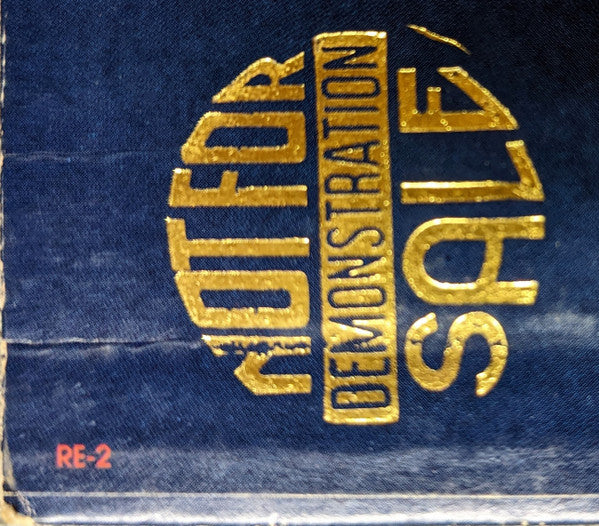 NOT FOR
DEMONSTRATION
SALE
RE-2